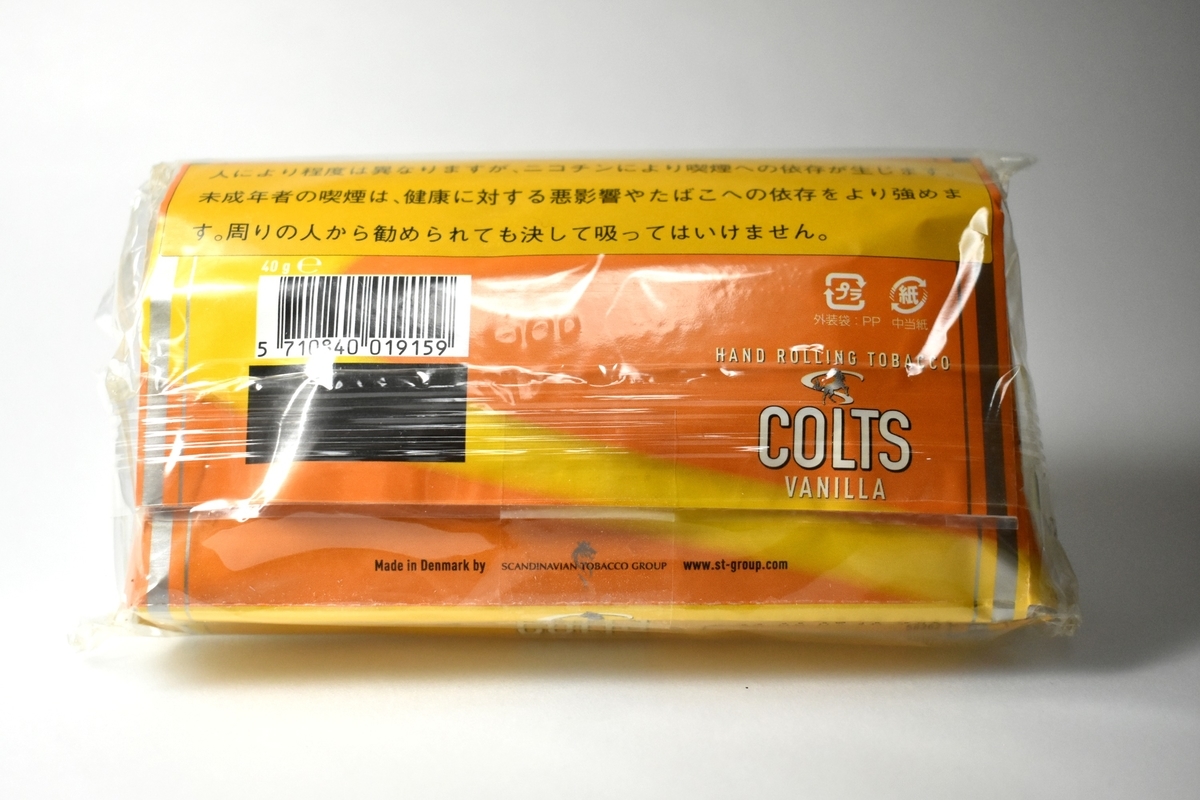 人により程度は異なりますが、ニコチンにより喫煙への依存が生じます。
未成年者の喫煙は、健康に対する悪影響やたばこへの依存をより強めま
す。周りの人から勧められても決して吸ってはいけません。
40 g ℮
5 710840 019159
プラ 紙
外装袋：PP 中当紙
HAND ROLLING TOBACCO
COLTS
VANILLA
Made in Denmark by SCANDINAVIAN TOBACCO GROUP www.st-group.com